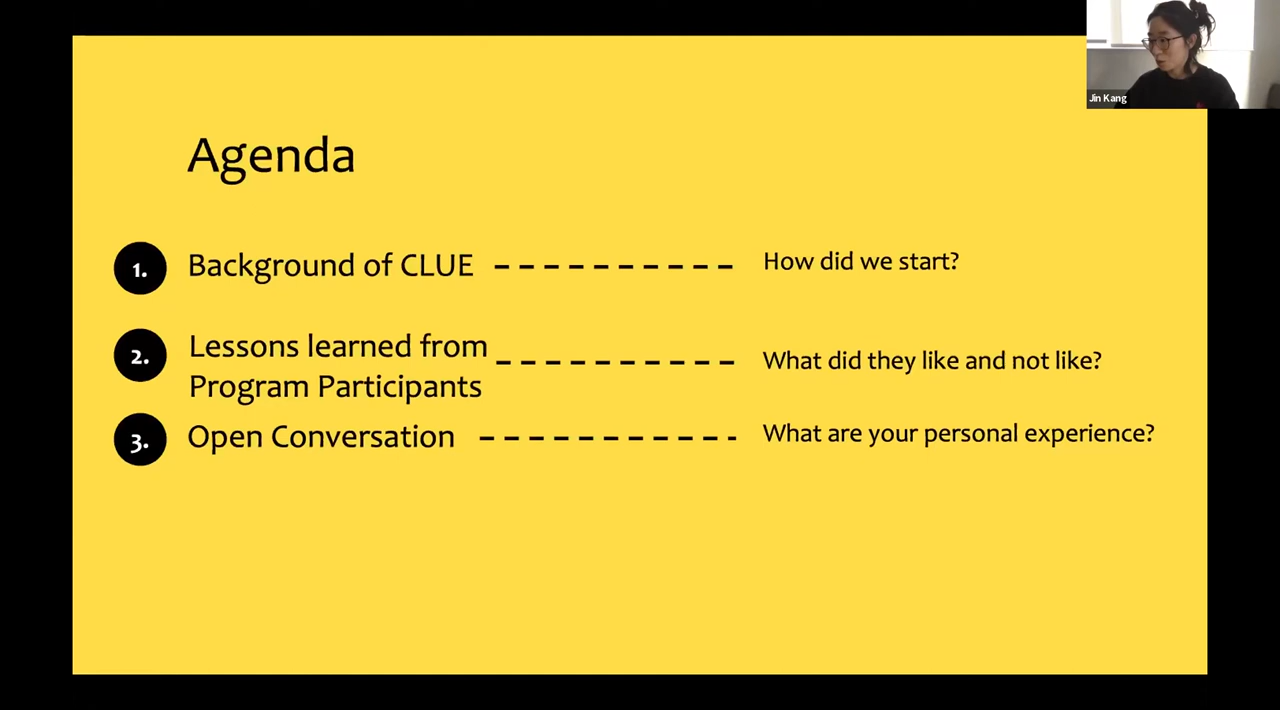 Jin Kang
Agenda
1. Background of CLUE ---------- How did we start?
2. Lessons learned from
Program Participants ---------- What did they like and not like?
3. Open Conversation ----------- What are your personal experience?